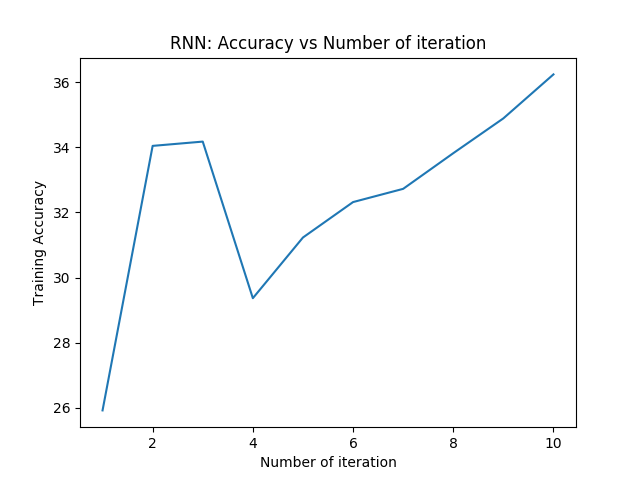 RNN: Accuracy vs Number of iteration
36
34
32
30
28
26
Training Accuracy
2 4 6 8 10
Number of iteration